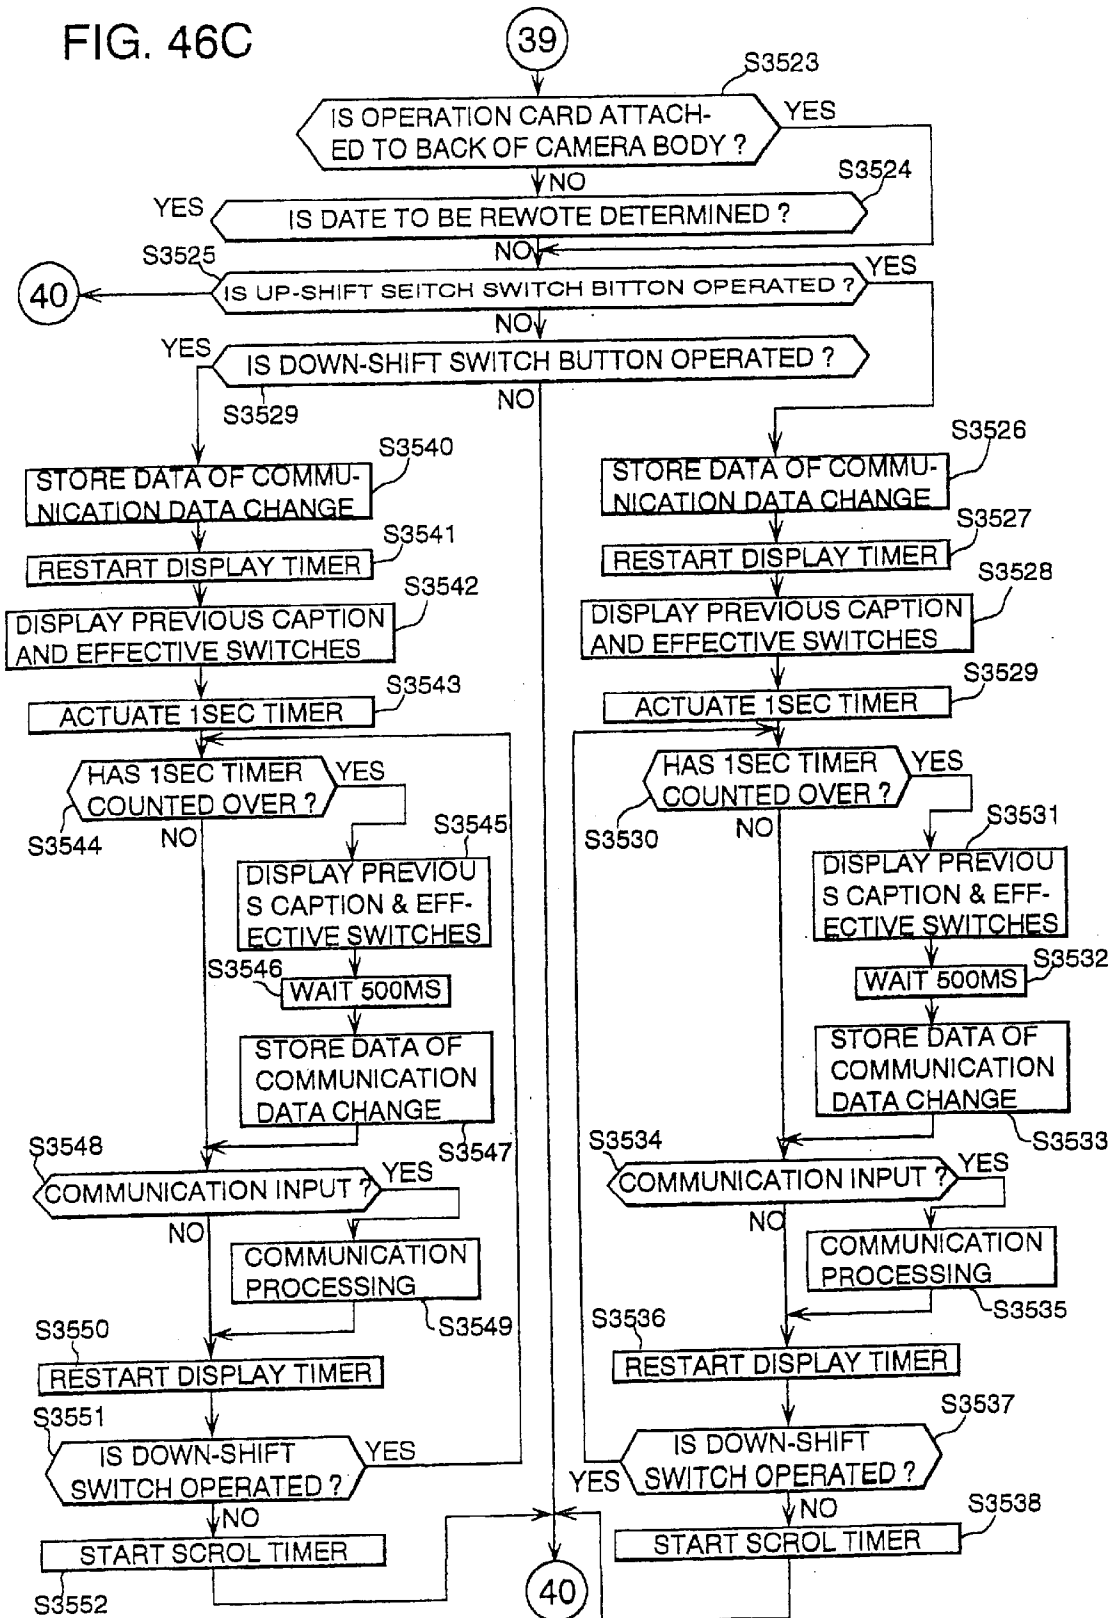 FIG. 46C
39
S3523
IS OPERATION CARD ATTACH-
ED TO BACK OF CAMERA BODY ?
YES
NO
S3524
YES
IS DATE TO BE REWOTE DETERMINED ?
NO
S3525
40
IS UP-SHIFT SEITCH SWITCH BITTON OPERATED ?
YES
NO
YES
IS DOWN-SHIFT SWITCH BUTTON OPERATED ?
S3529
NO
S3540
STORE DATA OF COMMU-
NICATION DATA CHANGE
S3541
RESTART DISPLAY TIMER
S3542
DISPLAY PREVIOUS CAPTION
AND EFFECTIVE SWITCHES
S3543
ACTUATE 1SEC TIMER
HAS 1SEC TIMER
COUNTED OVER ?
YES
S3544
NO
S3545
DISPLAY PREVIOU
S CAPTION & EFF-
ECTIVE SWITCHES
S3546
WAIT 500MS
STORE DATA OF
COMMUNICATION
DATA CHANGE
S3547
S3548
COMMUNICATION INPUT ?
YES
NO
COMMUNICATION
PROCESSING
S3549
S3550
RESTART DISPLAY TIMER
S3551
IS DOWN-SHIFT
SWITCH OPERATED ?
YES
NO
START SCROL TIMER
S3552
S3526
STORE DATA OF COMMU-
NICATION DATA CHANGE
S3527
RESTART DISPLAY TIMER
S3528
DISPLAY PREVIOUS CAPTION
AND EFFECTIVE SWITCHES
S3529
ACTUATE 1SEC TIMER
HAS 1SEC TIMER
COUNTED OVER ?
YES
S3530
NO
S3531
DISPLAY PREVIOU
S CAPTION & EFF-
ECTIVE SWITCHES
S3532
WAIT 500MS
STORE DATA OF
COMMUNICATION
DATA CHANGE
S3533
S3534
COMMUNICATION INPUT ?
YES
NO
COMMUNICATION
PROCESSING
S3535
S3536
RESTART DISPLAY TIMER
S3537
IS DOWN-SHIFT
SWITCH OPERATED ?
YES
NO
S3538
START SCROL TIMER
40